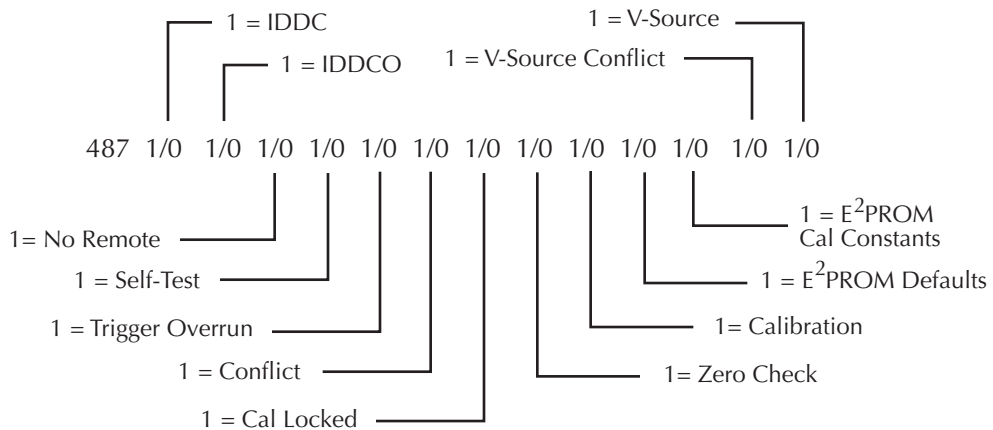 1 = IDDC
1 = V-Source
1 = IDDCO
1 = V-Source Conflict
487 1/0 1/0 1/0 1/0 1/0 1/0 1/0 1/0 1/0 1/0 1/0 1/0 1/0
1= No Remote
1 = E²PROM
Cal Constants
1 = Self-Test
1 = E²PROM Defaults
1 = Trigger Overrun
1= Calibration
1 = Conflict
1= Zero Check
1 = Cal Locked